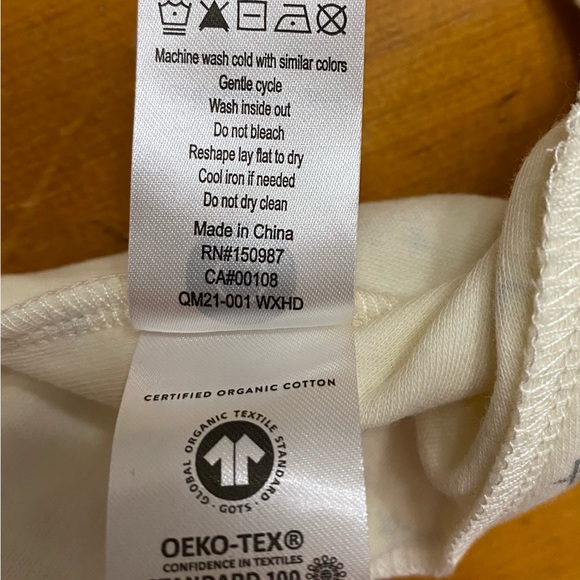 Machine wash cold with similar colors
Gentle cycle
Wash inside out
Do not bleach
Reshape lay flat to dry
Cool iron if needed
Do not dry clean
Made in China
RN#150987
CA#00108
QM21-001 WXHD
CERTIFIED ORGANIC COTTON
GLOBAL ORGANIC TEXTILE STANDARD
· GOTS ·
OEKO-TEX®
CONFIDENCE IN TEXTILES
STANDARD 100